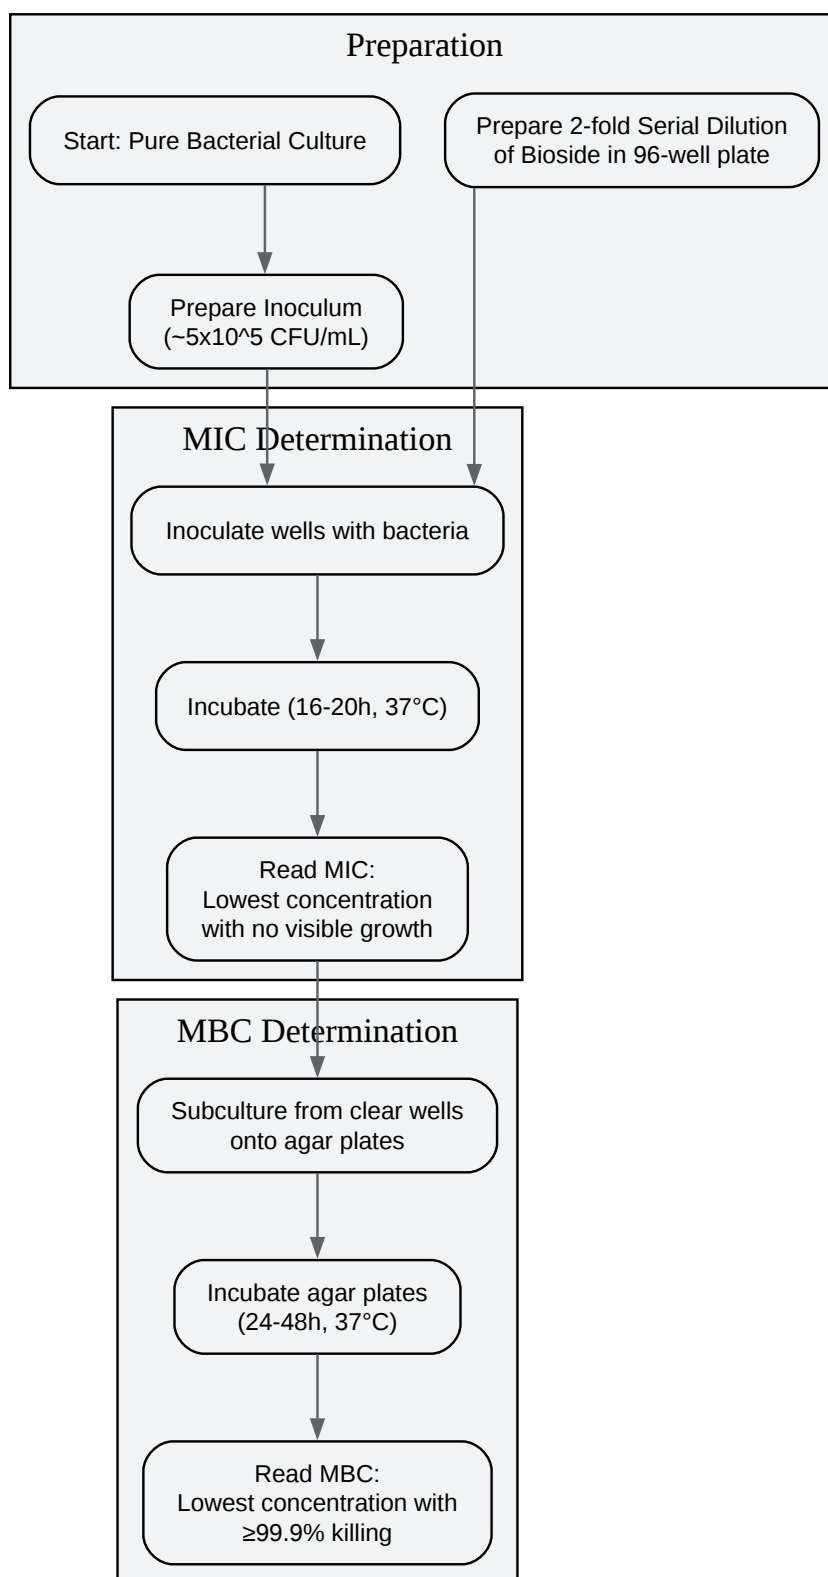 Preparation
Start: Pure Bacterial Culture
Prepare 2-fold Serial Dilution
of Bioside in 96-well plate
Prepare Inoculum
(~5x10^5 CFU/mL)
MIC Determination
Inoculate wells with bacteria
Incubate (16-20h, 37°C)
Read MIC:
Lowest concentration
with no visible growth
MBC Determination
Subculture from clear wells
onto agar plates
Incubate agar plates
(24-48h, 37°C)
Read MBC:
Lowest concentration with
≥99.9% killing